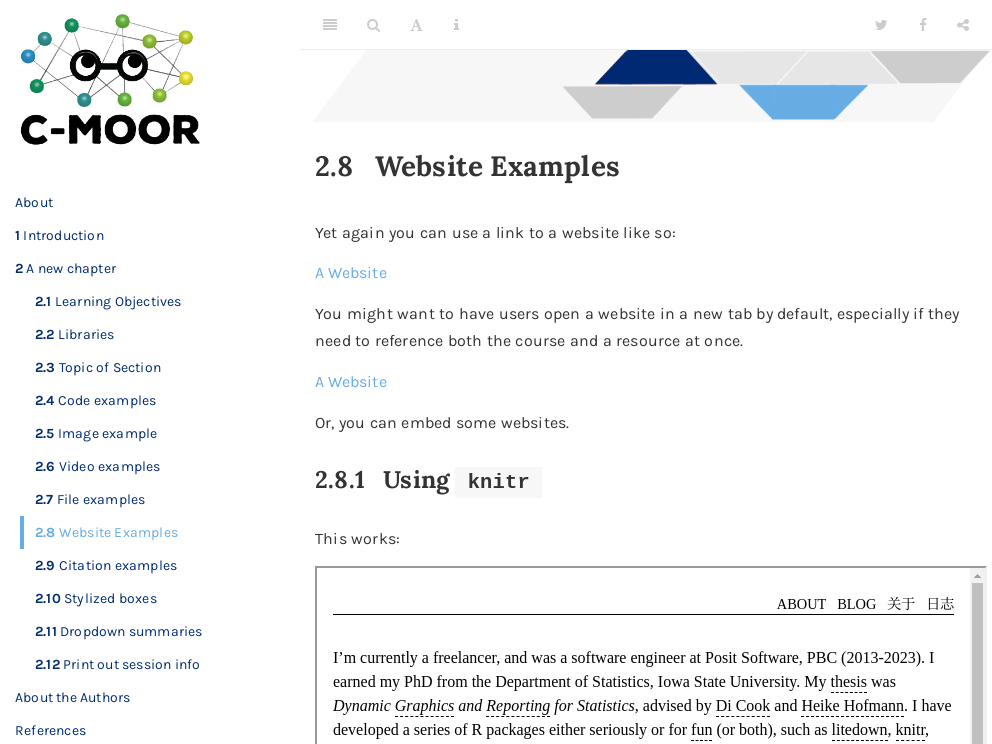 C-MOOR
About
1 Introduction
2 A new chapter
2.1 Learning Objectives
2.2 Libraries
2.3 Topic of Section
2.4 Code examples
2.5 Image example
2.6 Video examples
2.7 File examples
2.8 Website Examples
2.9 Citation examples
2.10 Stylized boxes
2.11 Dropdown summaries
2.12 Print out session info
About the Authors
References
2.8 Website Examples
Yet again you can use a link to a website like so:
A Website
You might want to have users open a website in a new tab by default, especially if they
need to reference both the course and a resource at once.
A Website
Or, you can embed some websites.
2.8.1 Using knitr
This works:
ABOUT BLOG 关于 日志
I’m currently a freelancer, and was a software engineer at Posit Software, PBC (2013-2023). I
earned my PhD from the Department of Statistics, Iowa State University. My thesis was
Dynamic Graphics and Reporting for Statistics, advised by Di Cook and Heike Hofmann. I have
developed a series of R packages either seriously or for fun (or both), such as litedown, knitr,